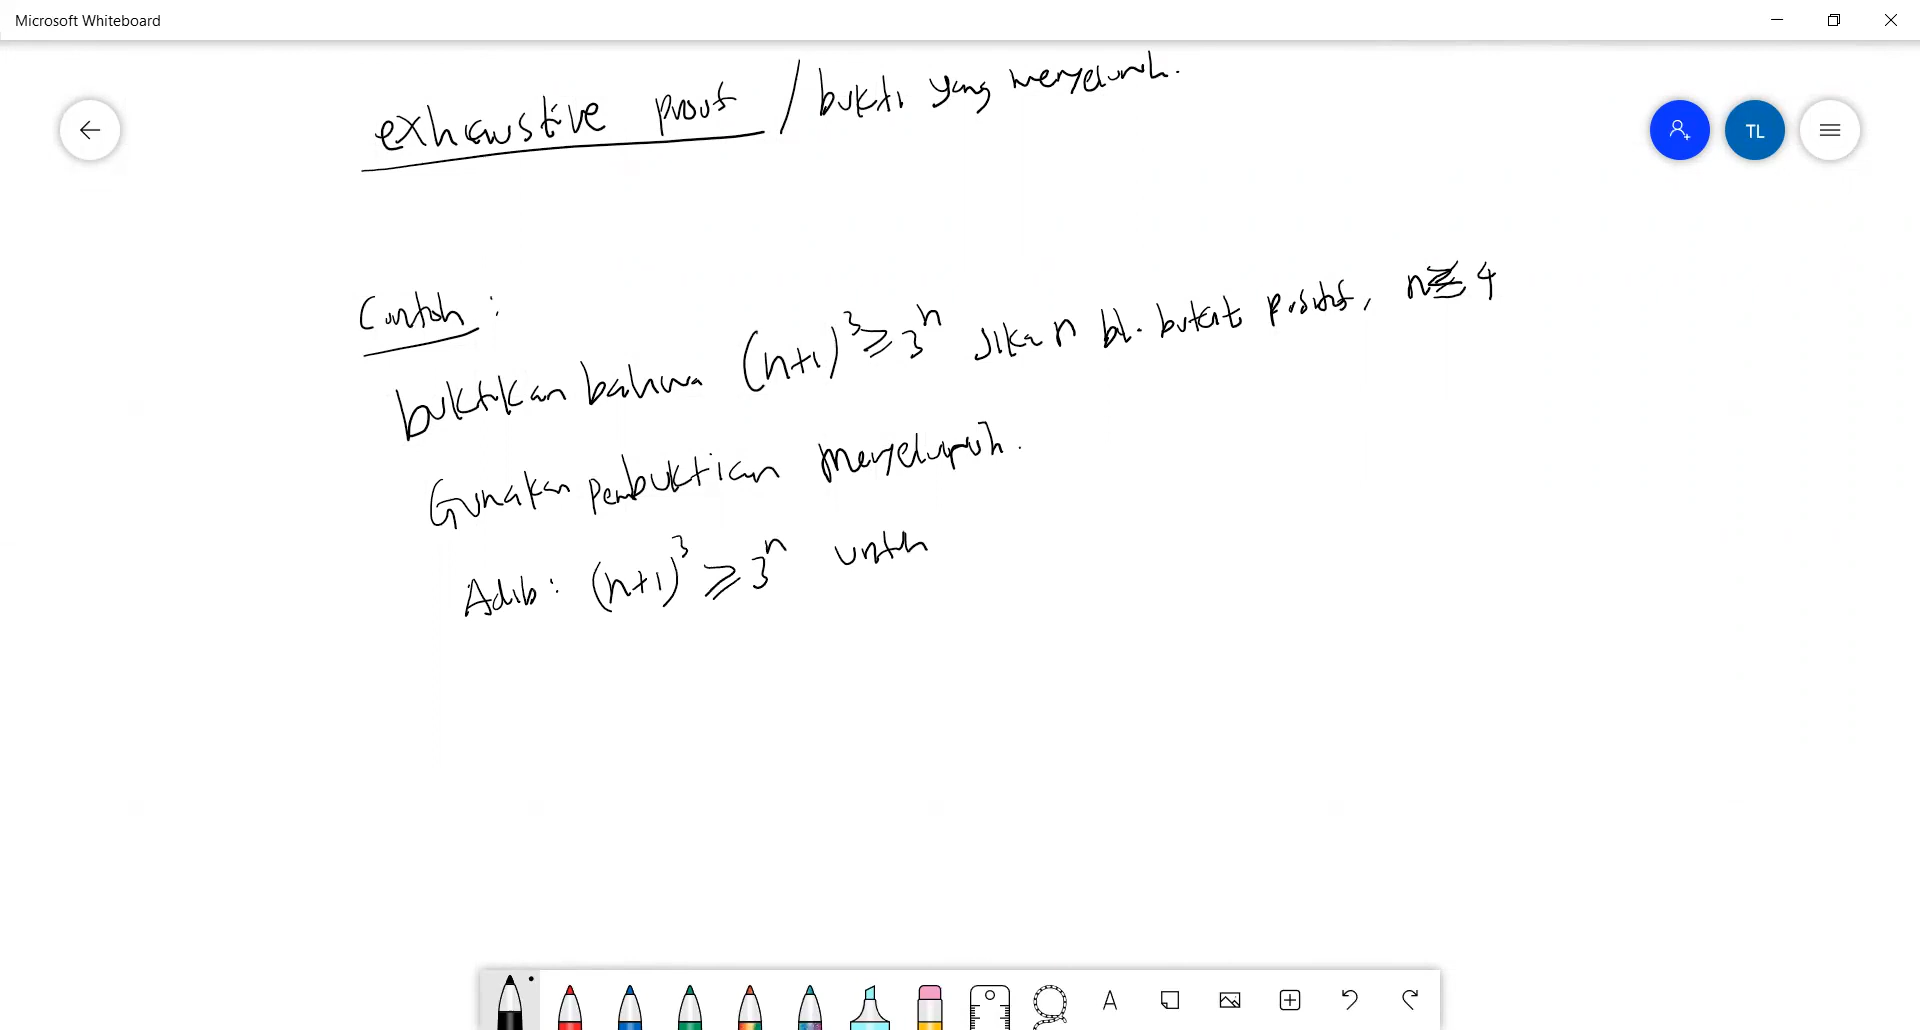 Microsoft Whiteboard
exhaustive proof / bukti yang menyeluruh.
TL
Contoh :
buktikan bahwa (n+1)³ ≥ 3ⁿ jika n bil. bulat positif, n ≤ 4
Gunakan pembuktian menyeluruh.
Adib : (n+1)³ ≥ 3ⁿ untuk
A